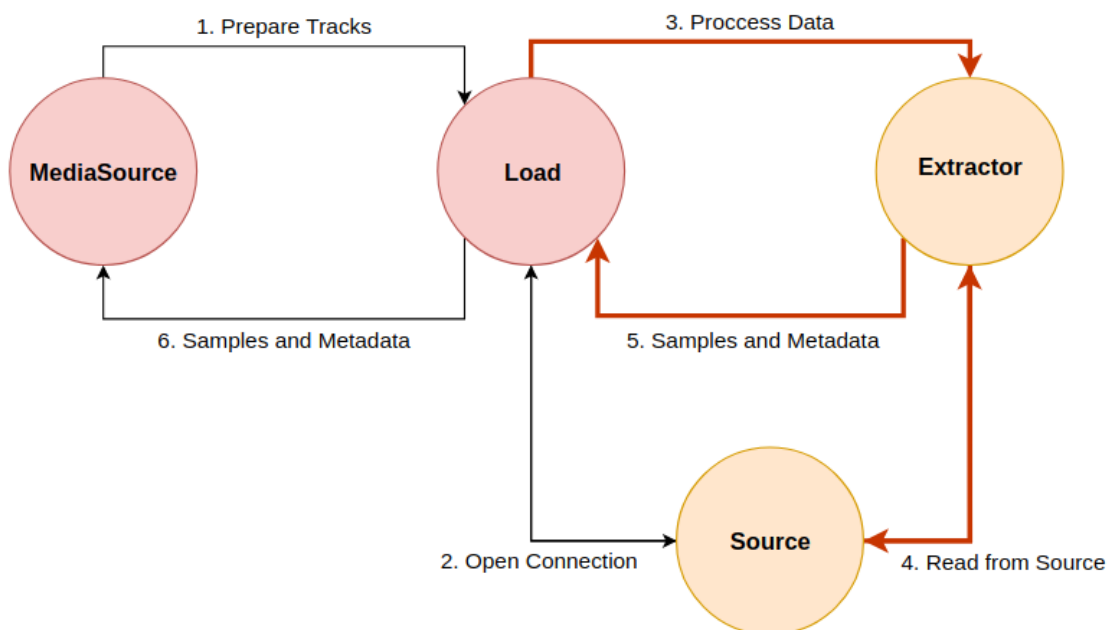 1. Prepare Tracks
3. Proccess Data
MediaSource
Load
Extractor
6. Samples and Metadata
5. Samples and Metadata
Source
2. Open Connection
4. Read from Source